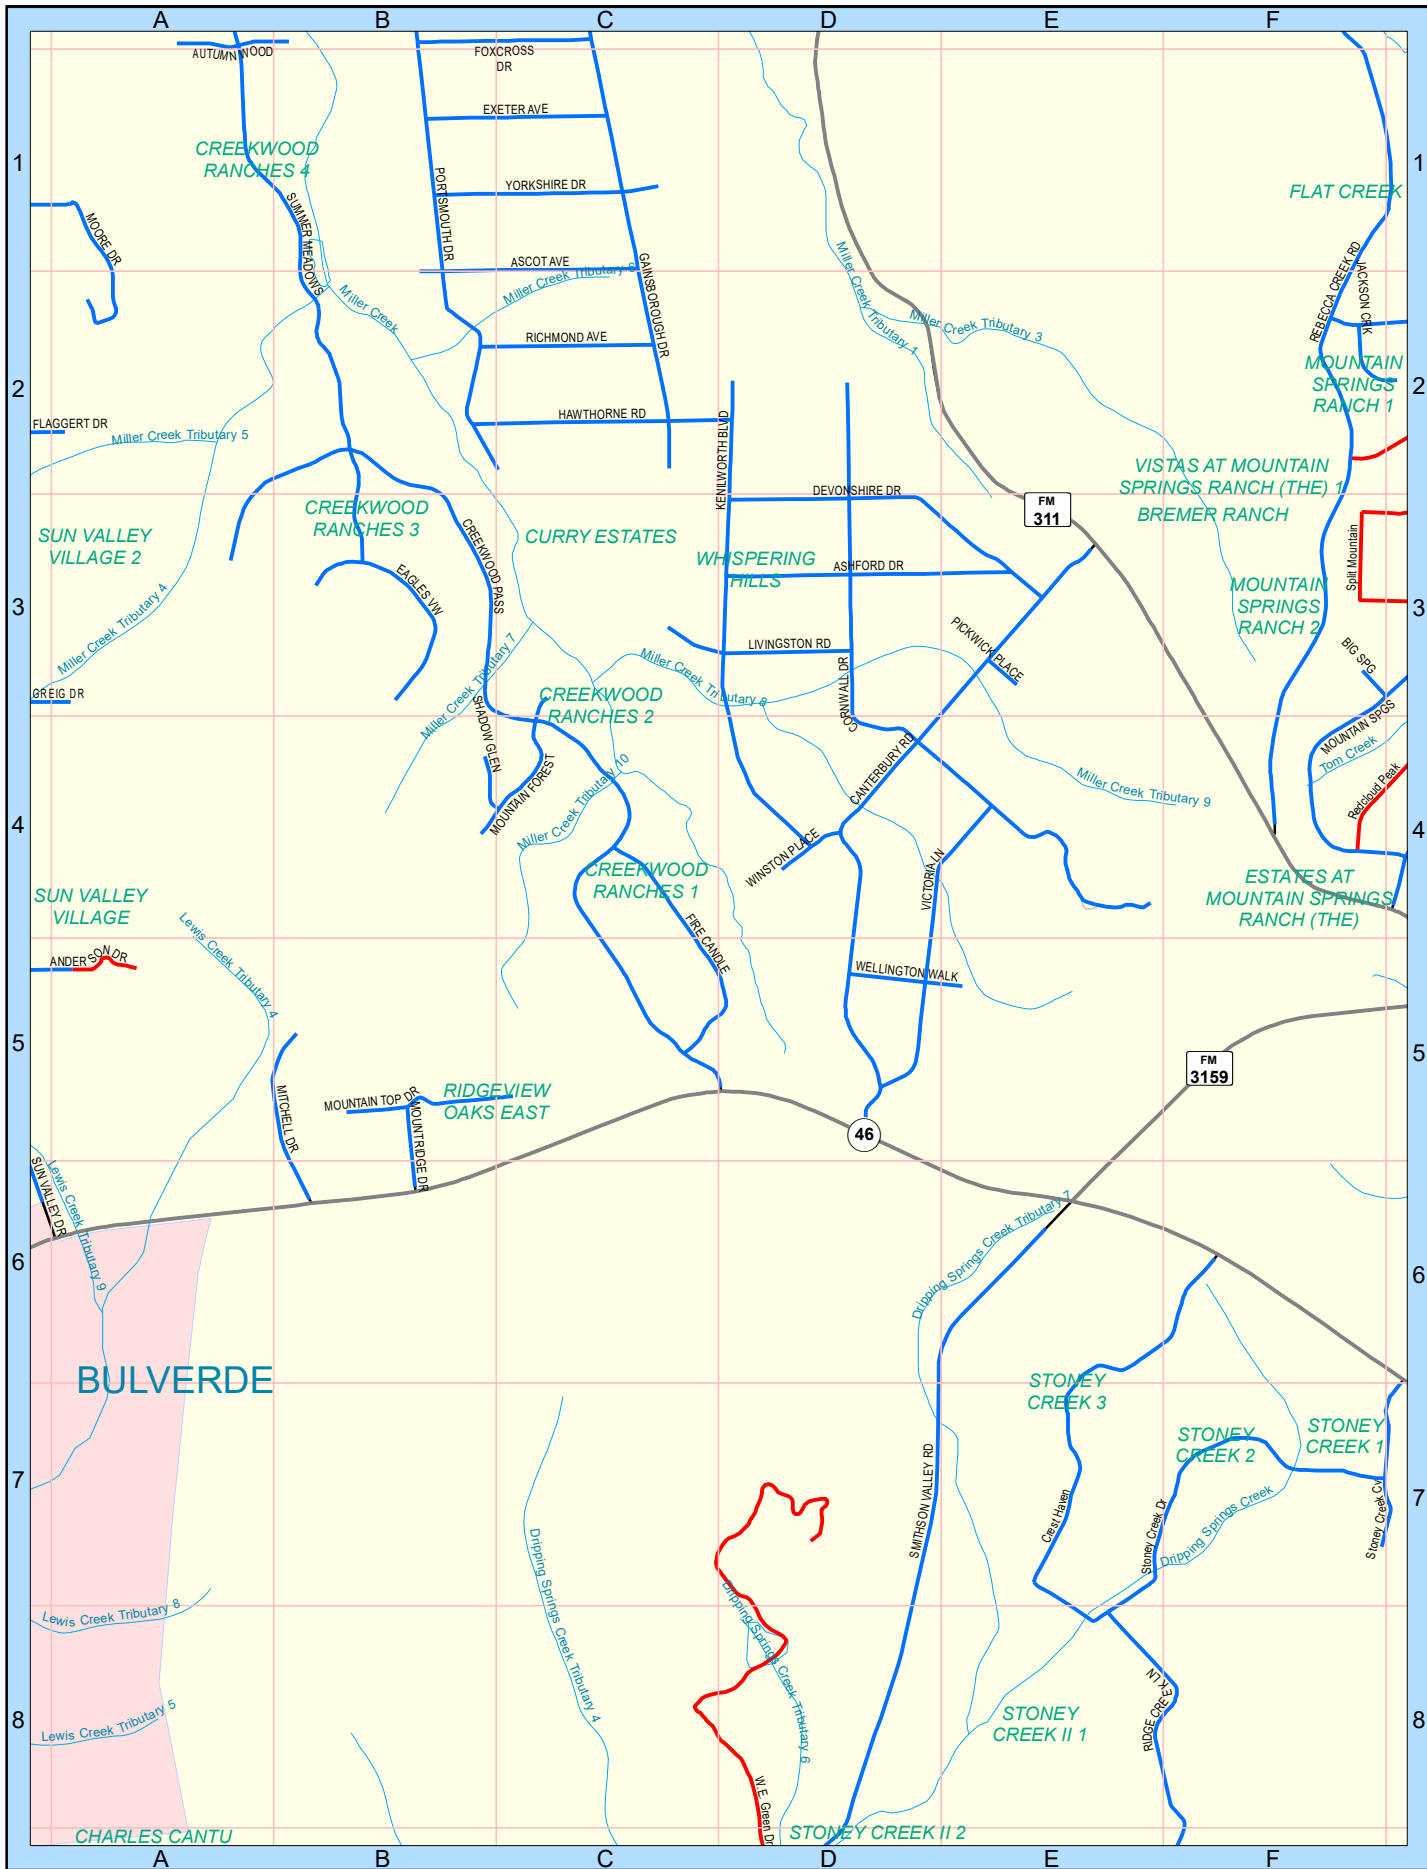 A B C D E F
AUTUMN WOOD
FOXCROSS
DR
EXETER AVE
CREEKWOOD
RANCHES 4
1
1
PORTSMOUTH DR
YORKSHIRE DR
FLAT CREEK
SUMMER MEADOWS
MOORE DR
ASCOT AVE
Miller Creek Tributary 6
GAINSBOROUGH DR
Miller Creek
Miller Creek Tributary 1
Miller Creek Tributary 3
REBECCA CREEK RD
JACKSON CRK
RICHMOND AVE
MOUNTAIN
SPRINGS
RANCH 1
2
2
HAWTHORNE RD
KENILWORTH BLVD
FLAGGERT DR
Miller Creek Tributary 5
VISTAS AT MOUNTAIN
SPRINGS RANCH (THE) 1
DEVONSHIRE DR
FM
311
BREMER RANCH
CREEKWOOD
RANCHES 3
SUN VALLEY
VILLAGE 2
CURRY ESTATES
CREEKWOOD PASS
WHISPERING
HILLS
ASHFORD DR
Split Mountain
EAGLES VW
MOUNTAIN
SPRINGS
RANCH 2
3
3
Miller Creek Tributary 4
Miller Creek Tributary 7
LIVINGSTON RD
PICKWICK PLACE
BIG SPG
Miller Creek Tributary 8
GREIG DR
CREEKWOOD
RANCHES 2
CORNWALL DR
SHADOW GLEN
MOUNTAIN SPGS
Tom Creek
CANTERBURY RD
Miller Creek Tributary 9
Redcloud Peak
MOUNTAIN FOREST
Miller Creek Tributary 10
4
4
WINSTON PLACE
VICTORIA LN
CREEKWOOD
RANCHES 1
ESTATES AT
MOUNTAIN SPRINGS
RANCH (THE)
SUN VALLEY
VILLAGE
Lewis Creek Tributary 4
FIRE CANDLE
ANDERSON DR
WELLINGTON WALK
5
5
FM
3159
MITCHELL DR
MOUNTAIN TOP DR
RIDGEVIEW
OAKS EAST
MOUNTRIDGE DR
46
SUN VALLEY DR
Lewis Creek Tributary 9
Dripping Springs Creek Tributary 7
6
6
BULVERDE
STONEY
CREEK 3
STONEY
CREEK 2
STONEY
CREEK 1
7
7
SMITHSON VALLEY RD
Crest Haven
Stoney Creek Dr
Dripping Springs Creek
Stoney Creek Cv
Dripping Springs Creek Tributary 4
Dripping Springs Creek Tributary 6
Lewis Creek Tributary 8
RIDGE CREEK LN
Lewis Creek Tributary 5
STONEY
CREEK II 1
8
8
W.E. Green Dr
CHARLES CANTU
STONEY CREEK II 2
A B C D E F